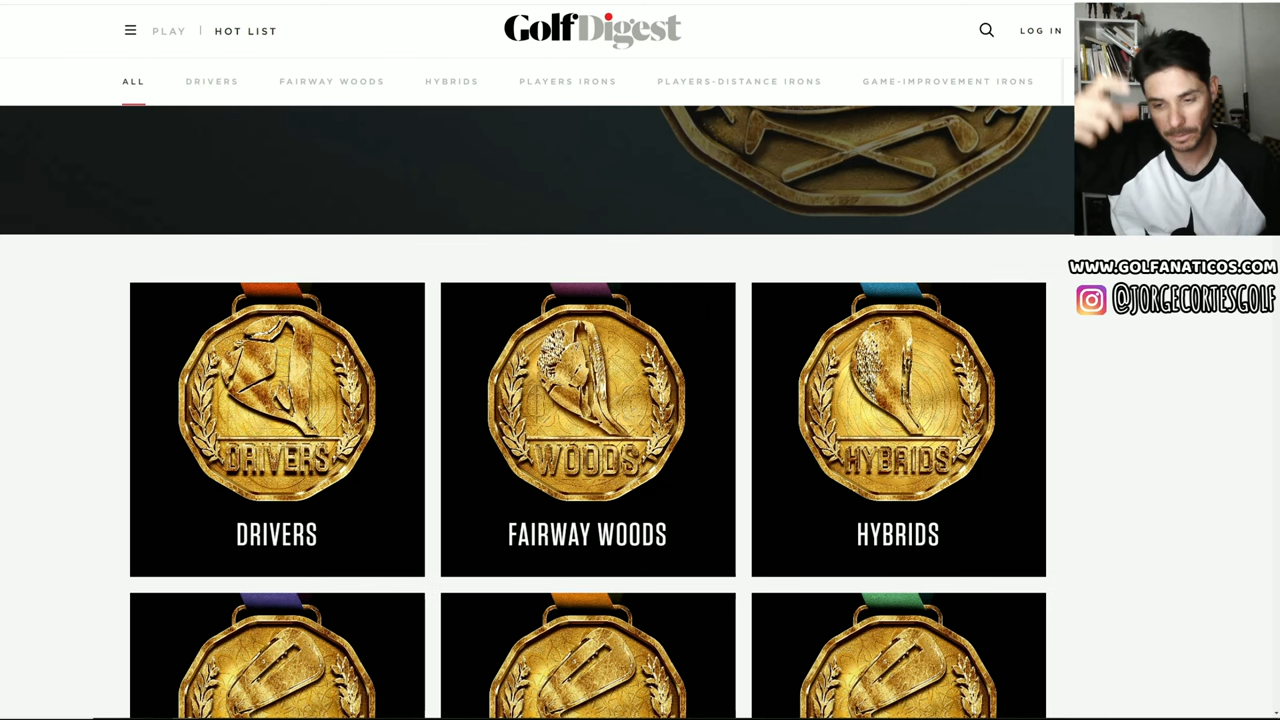 PLAY | HOT LIST
GolfDigest
LOG IN
ALL DRIVERS FAIRWAY WOODS HYBRIDS PLAYERS IRONS PLAYERS-DISTANCE IRONS GAME-IMPROVEMENT IRONS
WWW.GOLFANATICOS.COM
@JORGECORTESGOLF
DRIVERS
WOODS
HYBRIDS
DRIVERS
FAIRWAY WOODS
HYBRIDS